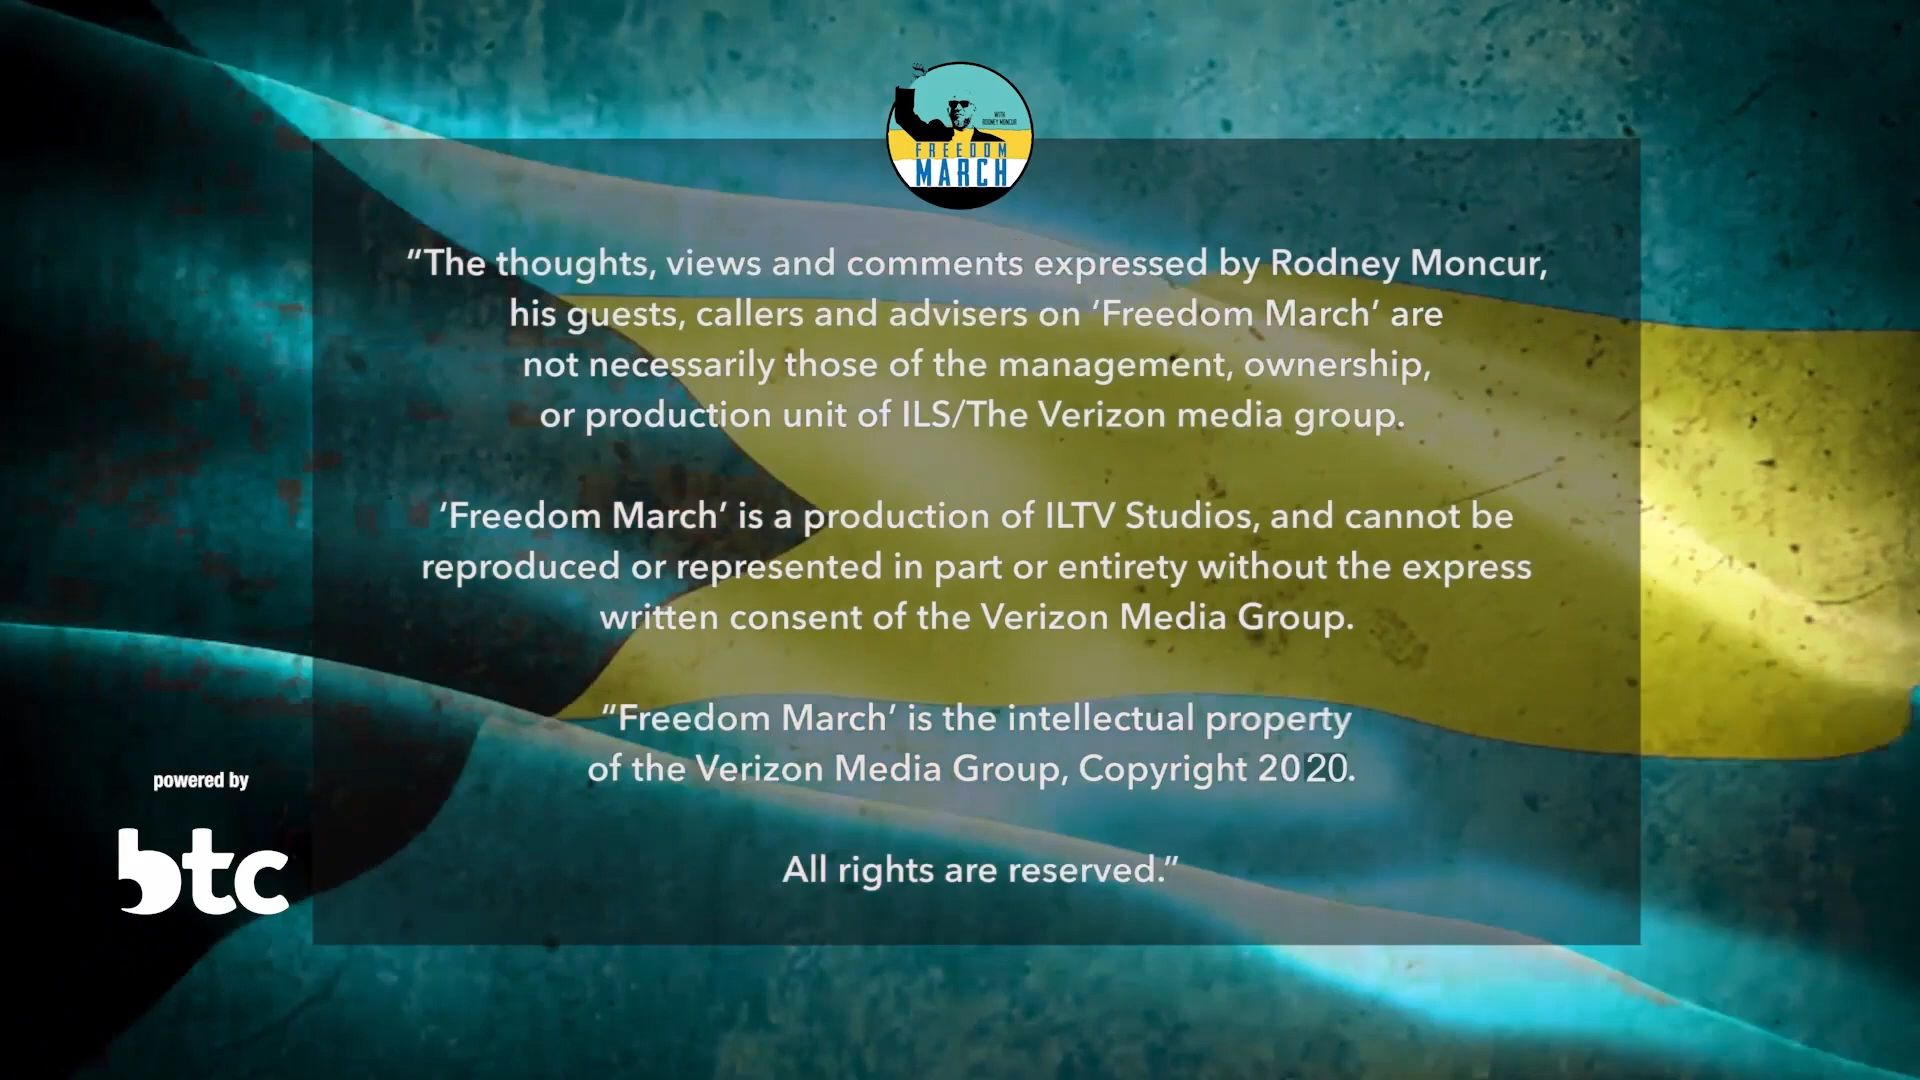 WITH
RODNEY MONCUR
FREEDOM
MARCH
“The thoughts, views and comments expressed by Rodney Moncur,
his guests, callers and advisers on ‘Freedom March’ are
not necessarily those of the management, ownership,
or production unit of ILS/The Verizon media group.
‘Freedom March’ is a production of ILTV Studios, and cannot be
reproduced or represented in part or entirety without the express
written consent of the Verizon Media Group.
“Freedom March’ is the intellectual property
of the Verizon Media Group, Copyright 2020.
All rights are reserved.”
powered by
btc